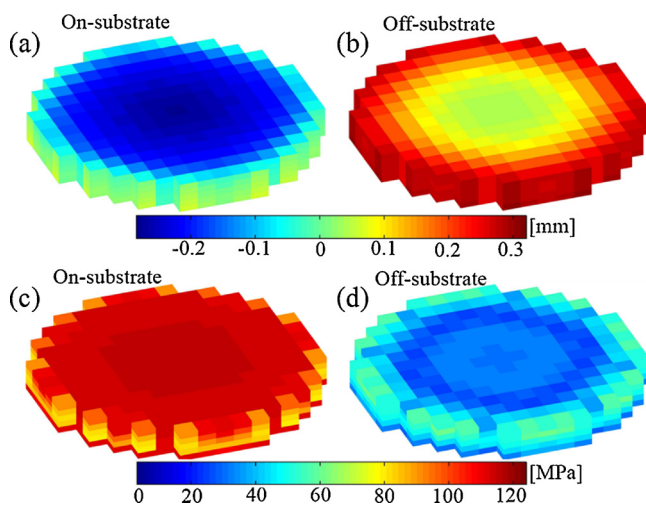 On-substrate
Off-substrate
(a)
(b)
[mm]
-0.2 -0.1 0 0.1 0.2 0.3
On-substrate
Off-substrate
(c)
(d)
[MPa]
0 20 40 60 80 100 120